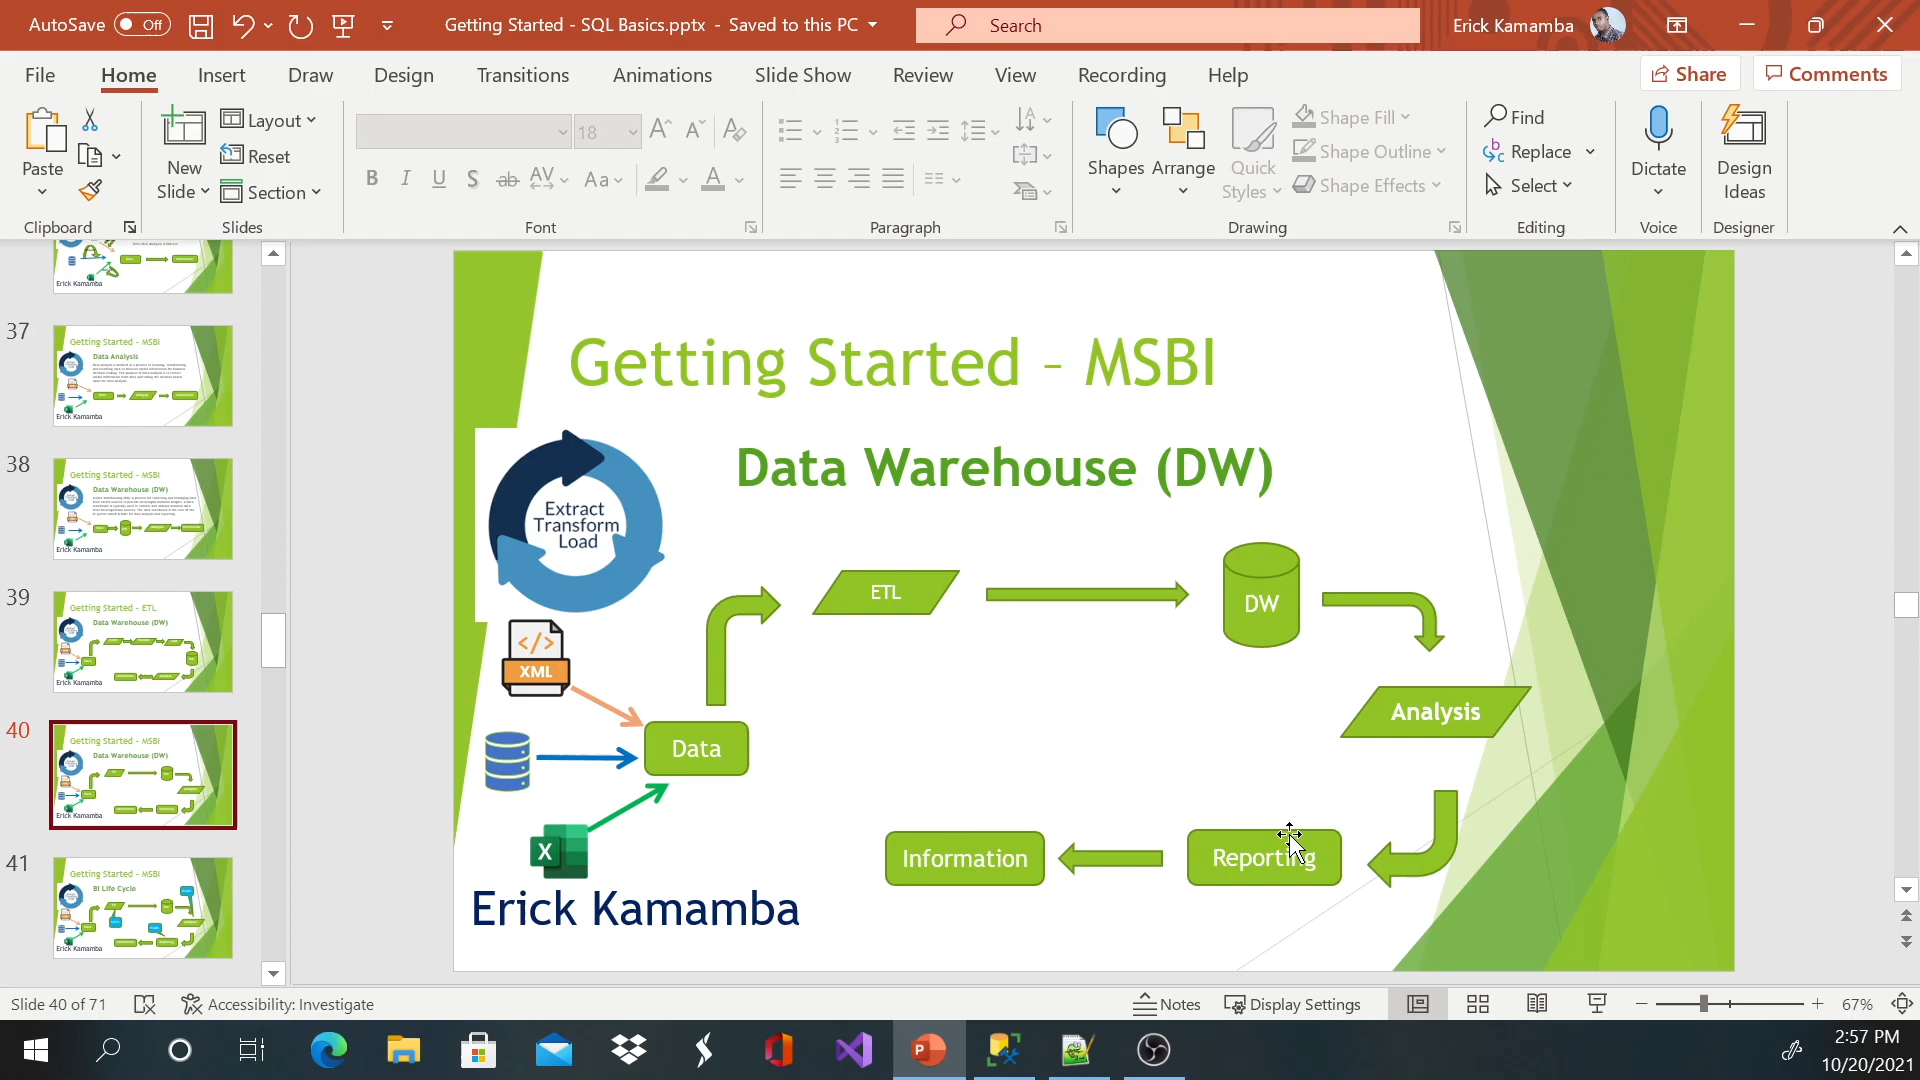 AutoSave Off
Getting Started - SQL Basics.pptx - Saved to this PC
Search
Erick Kamamba
File Home Insert Draw Design Transitions Animations Slide Show Review View Recording Help
Share Comments
Paste
New Slide
Layout
Reset
Section
18
B I U S ab AV Aa A
Shapes
Arrange
Quick Styles
Shape Fill
Shape Outline
Shape Effects
Find
Replace
Select
Dictate
Design Ideas
Clipboard Slides Font Paragraph Drawing Editing Voice Designer
Erick Kamamba
37
Getting Started - MSBI
Data Analysis
Erick Kamamba
38
Getting Started - MSBI
Data Warehouse (DW)
Erick Kamamba
39
Getting Started - ETL
Data Warehouse (DW)
Erick Kamamba
40
Getting Started - MSBI
Data Warehouse (DW)
Erick Kamamba
41
Getting Started - MSBI
BI Life Cycle
Erick Kamamba
Getting Started – MSBI
Data Warehouse (DW)
Extract
Transform
Load
ETL
DW
</>
XML
Analysis
Data
X
Information
Reporting
Erick Kamamba
Slide 40 of 71
Accessibility: Investigate
Notes
Display Settings
67%
2:57 PM
10/20/2021